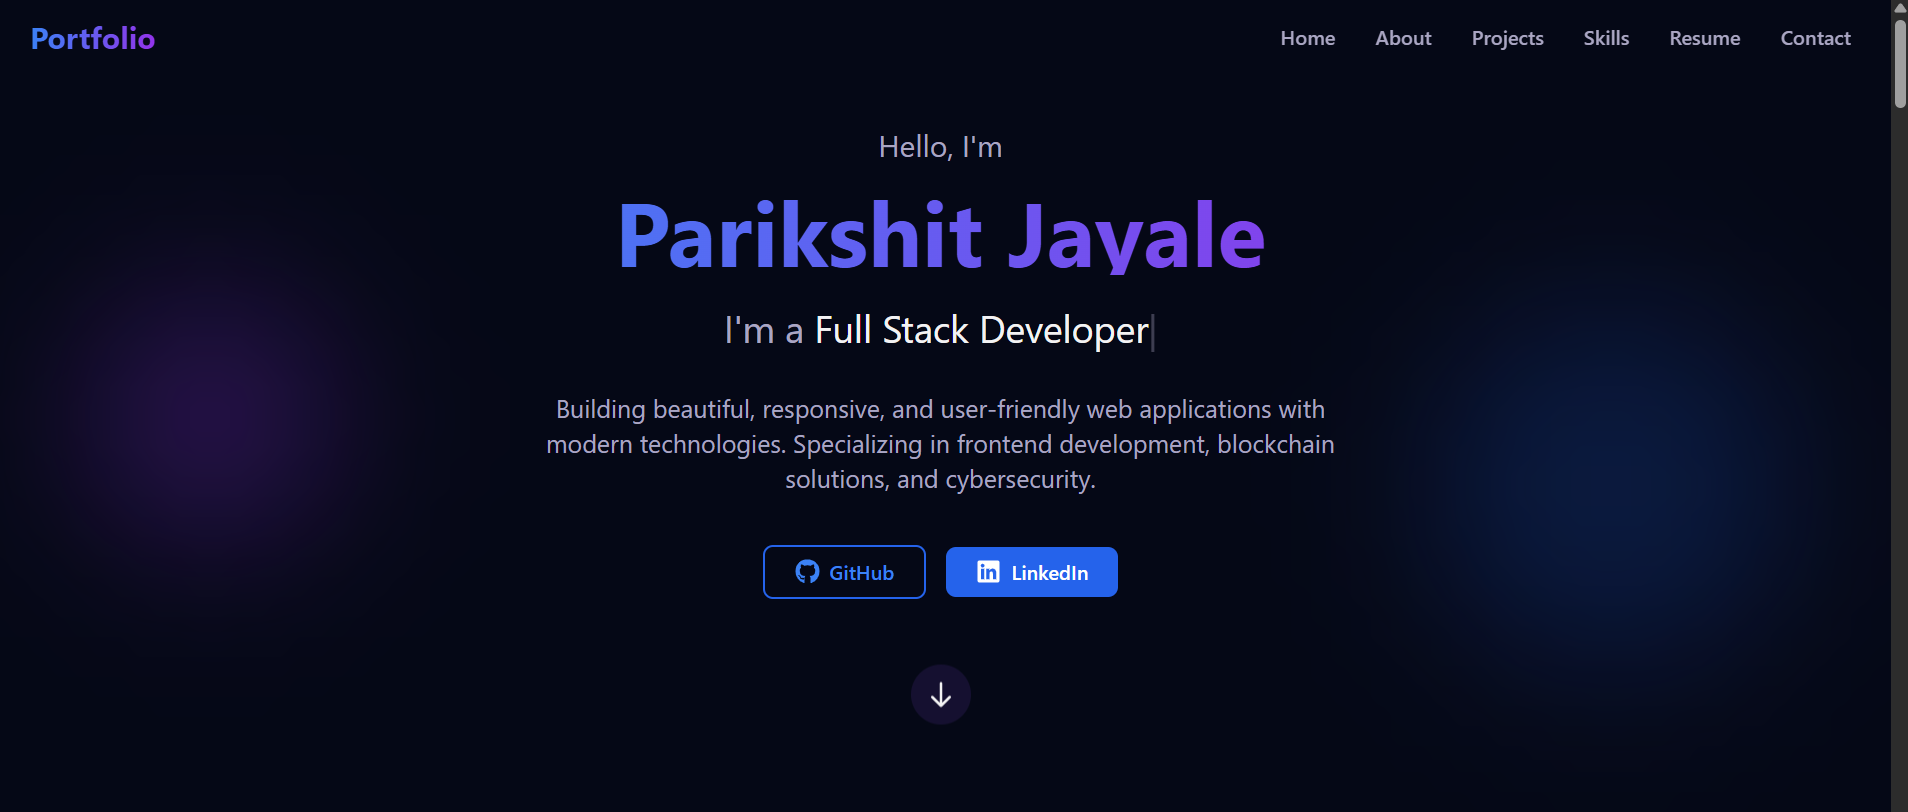 Portfolio
Home About Projects Skills Resume Contact
Hello, I'm
Parikshit Jayale
I'm a Full Stack Developer|
Building beautiful, responsive, and user-friendly web applications with
modern technologies. Specializing in frontend development, blockchain
solutions, and cybersecurity.
GitHub
LinkedIn